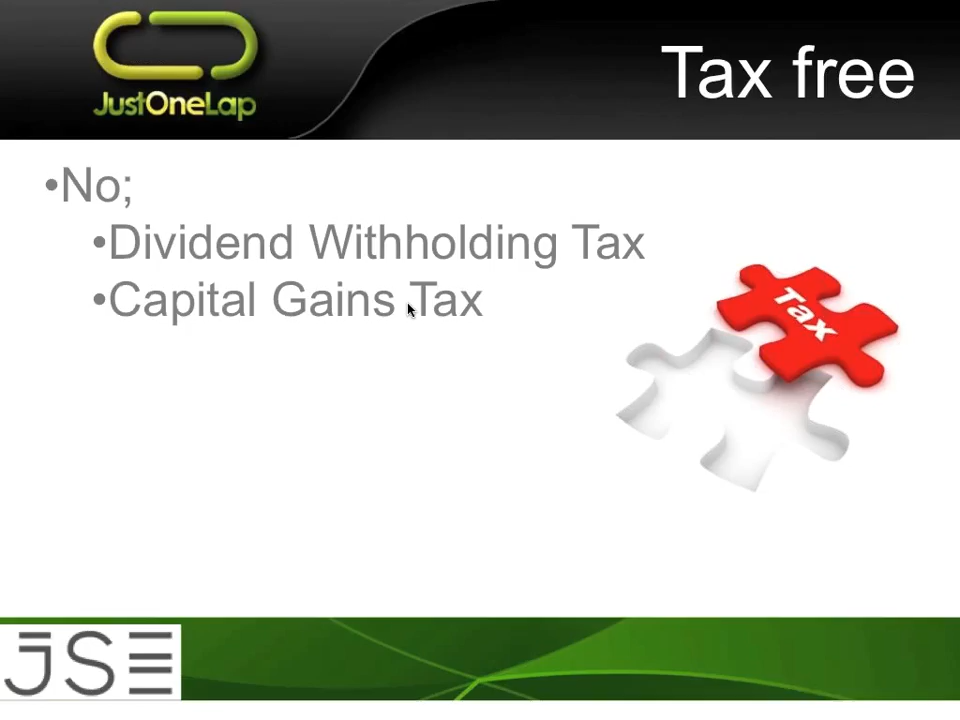 JustOneLap
Tax free
•No;
•Dividend Withholding Tax
•Capital Gains Tax
Tax
JSE